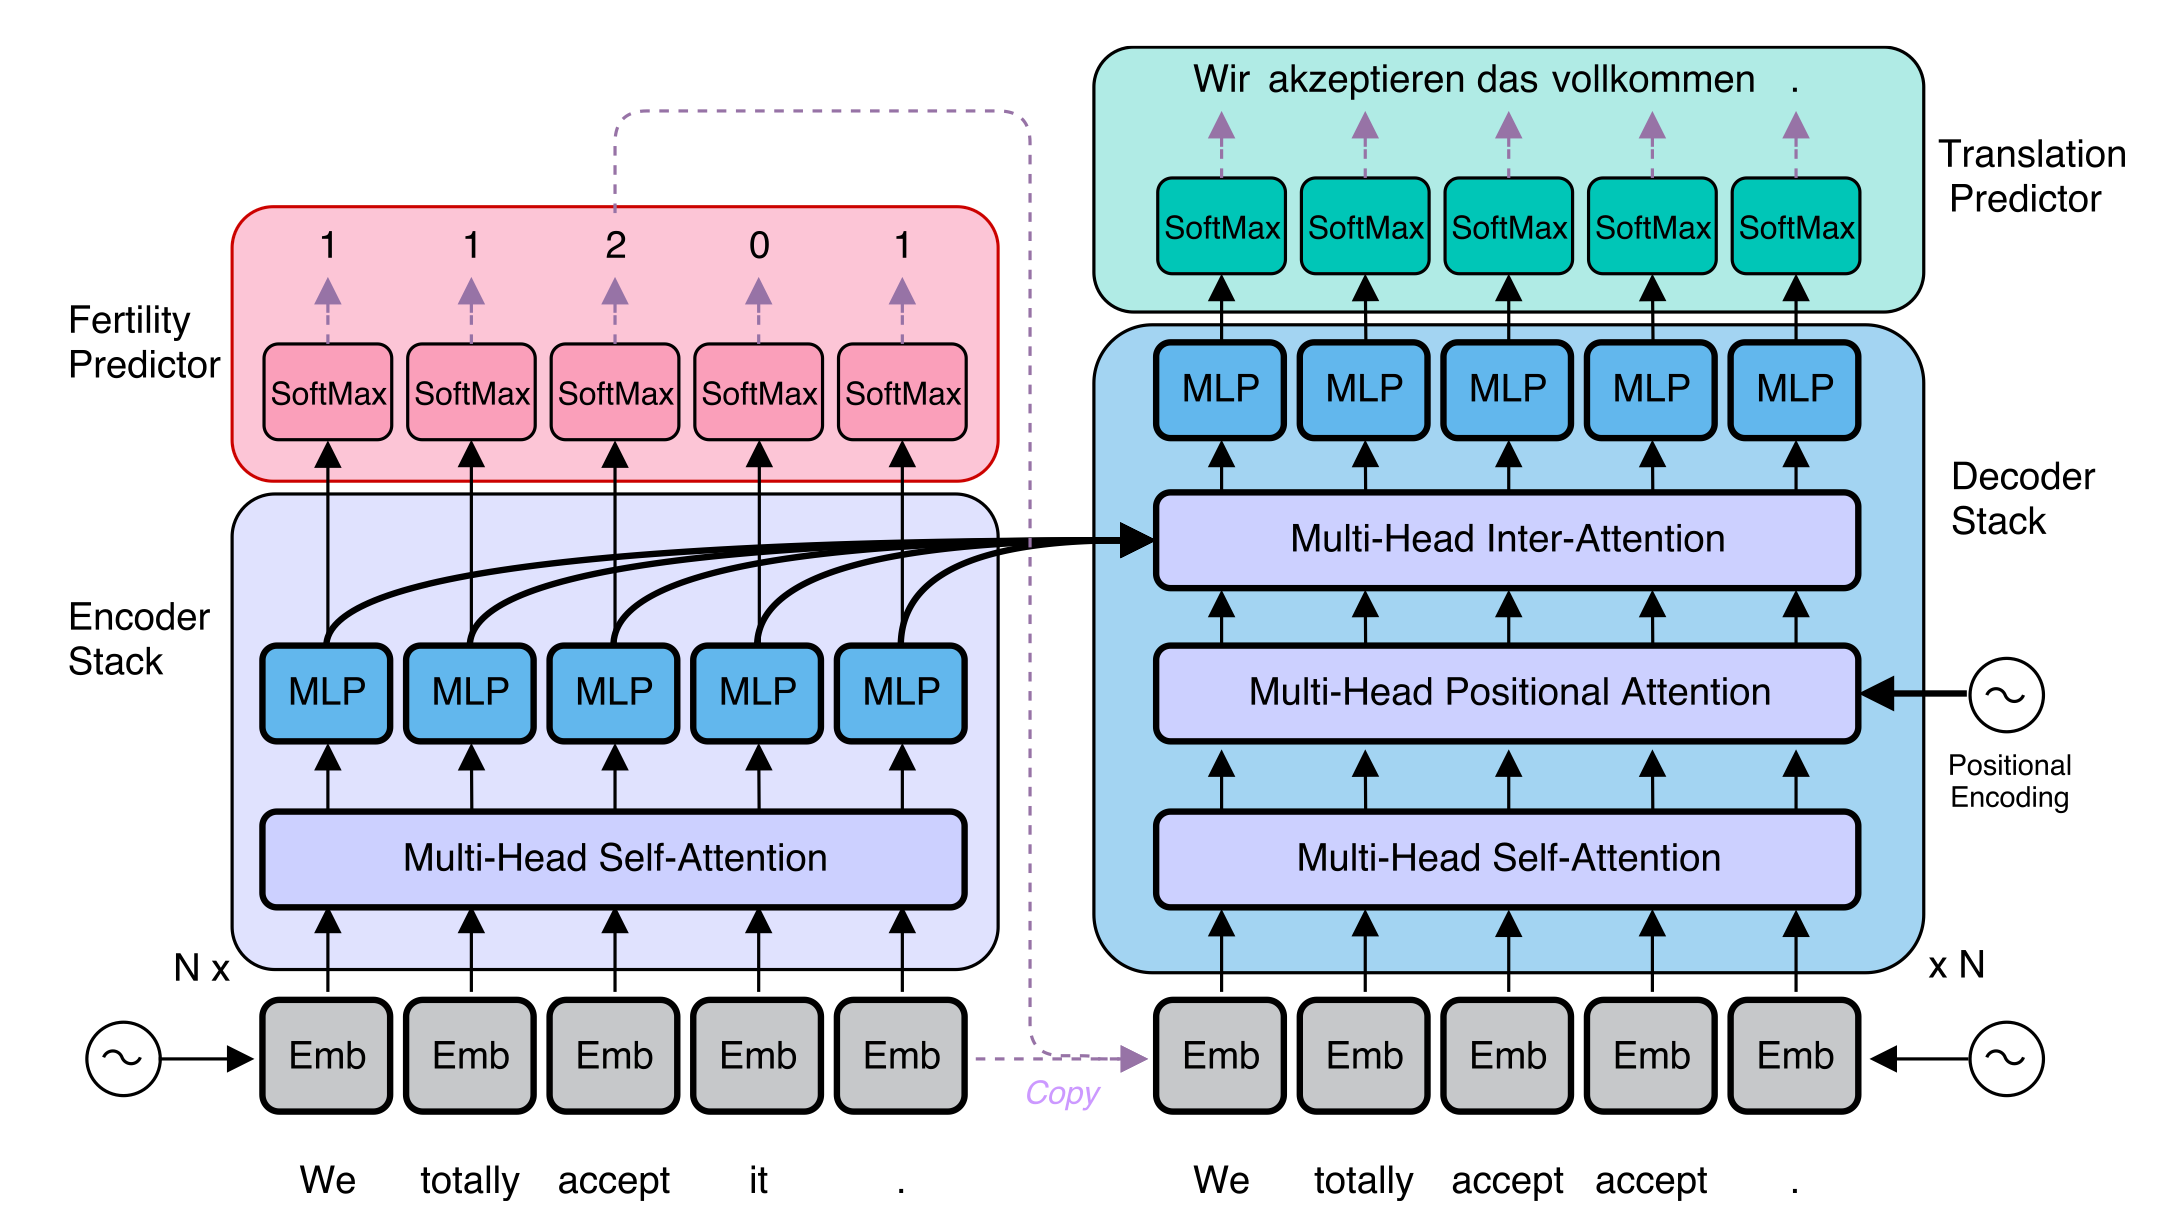 Wir akzeptieren das vollkommen .
SoftMax SoftMax SoftMax SoftMax SoftMax
Translation
Predictor
1 1 2 0 1
Fertility
Predictor
SoftMax SoftMax SoftMax SoftMax SoftMax
MLP MLP MLP MLP MLP
Multi-Head Inter-Attention
Decoder
Stack
Encoder
Stack
MLP MLP MLP MLP MLP
Multi-Head Positional Attention
Positional
Encoding
Multi-Head Self-Attention
Multi-Head Self-Attention
N x
x N
Emb Emb Emb Emb Emb
Copy
Emb Emb Emb Emb Emb
We totally accept it .
We totally accept accept .